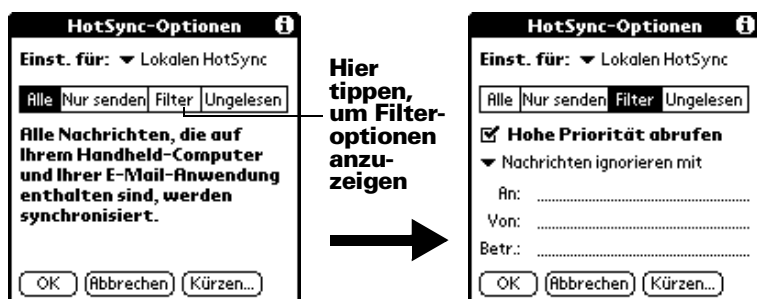 HotSync-Optionen i
Einst. für: Lokalen HotSync
Alle Nur senden Filter Ungelesen
Alle Nachrichten, die auf
Ihrem Handheld-Computer
und Ihrer E-Mail-Anwendung
enthalten sind, werden
synchronisiert.
OK Abbrechen Kürzen...
Hier
tippen,
um Filter-
optionen
anzu-
zeigen
HotSync-Optionen i
Einst. für: Lokalen HotSync
Alle Nur senden Filter Ungelesen
Hohe Priorität abrufen
Nachrichten ignorieren mit
An:
Von:
Betr.:
OK Abbrechen Kürzen...